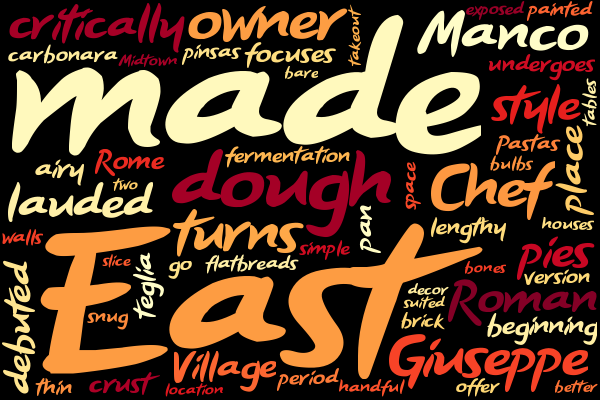 critically
owner
takeout
Manco
exposed
painted
carbonara
Midtown
pinsas
focuses
bare
undergoes
made
style
tables
airy
Rome
fermentation
Pastas
bulbs
place
two
dough
space
Chef
lauded
turns
simple
pan
lengthy
houses
walls
slice
teglia
go
flatbreads
East
bones
pies
version
debuted
snug
decor
suited
brick
Roman
beginning
thin
crust
Village
location
period
handful
Giuseppe
offer
better